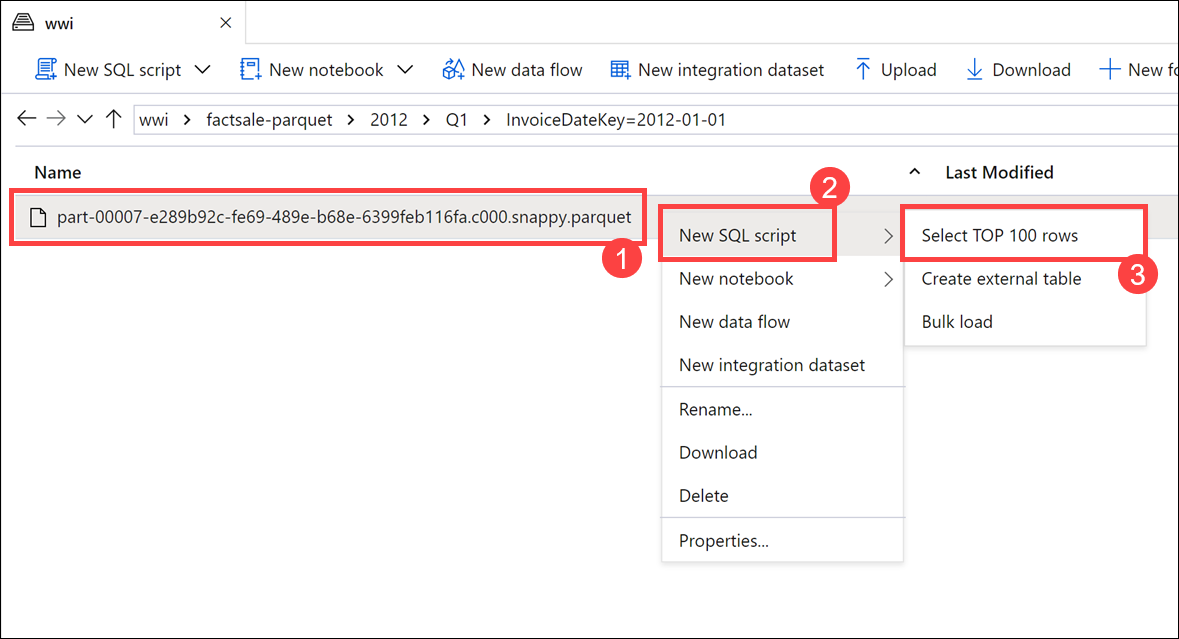 wwi
New SQL script New notebook New data flow New integration dataset Upload Download New fo
wwi > factsale-parquet > 2012 > Q1 > InvoiceDateKey=2012-01-01
Name Last Modified
part-00007-e289b92c-fe69-489e-b68e-6399feb116fa.c000.snappy.parquet
1
2
New SQL script
New notebook
New data flow
New integration dataset
Rename...
Download
Delete
Properties...
Select TOP 100 rows
3
Create external table
Bulk load